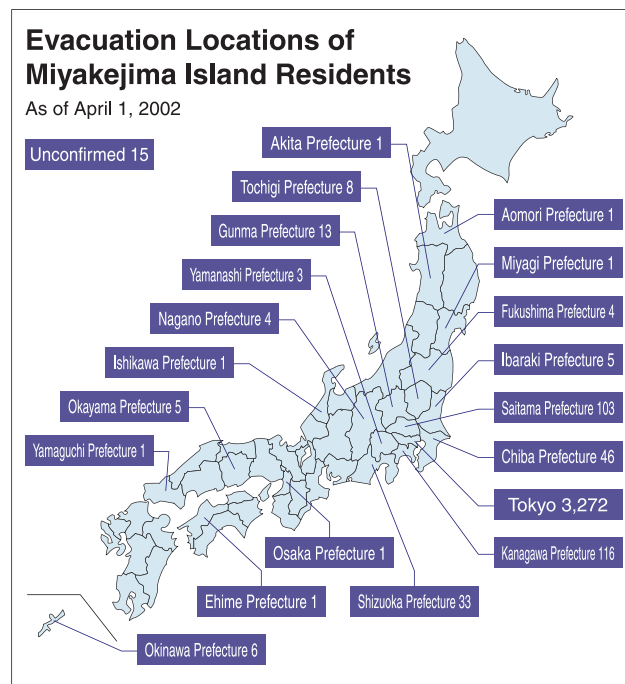 Evacuation Locations of
Miyakejima Island Residents
As of April 1, 2002
Unconfirmed 15
Akita Prefecture 1
Tochigi Prefecture 8
Gunma Prefecture 13
Yamanashi Prefecture 3
Nagano Prefecture 4
Ishikawa Prefecture 1
Okayama Prefecture 5
Yamaguchi Prefecture 1
Aomori Prefecture 1
Miyagi Prefecture 1
Fukushima Prefecture 4
Ibaraki Prefecture 5
Saitama Prefecture 103
Chiba Prefecture 46
Tokyo 3,272
Kanagawa Prefecture 116
Osaka Prefecture 1
Ehime Prefecture 1
Shizuoka Prefecture 33
Okinawa Prefecture 6